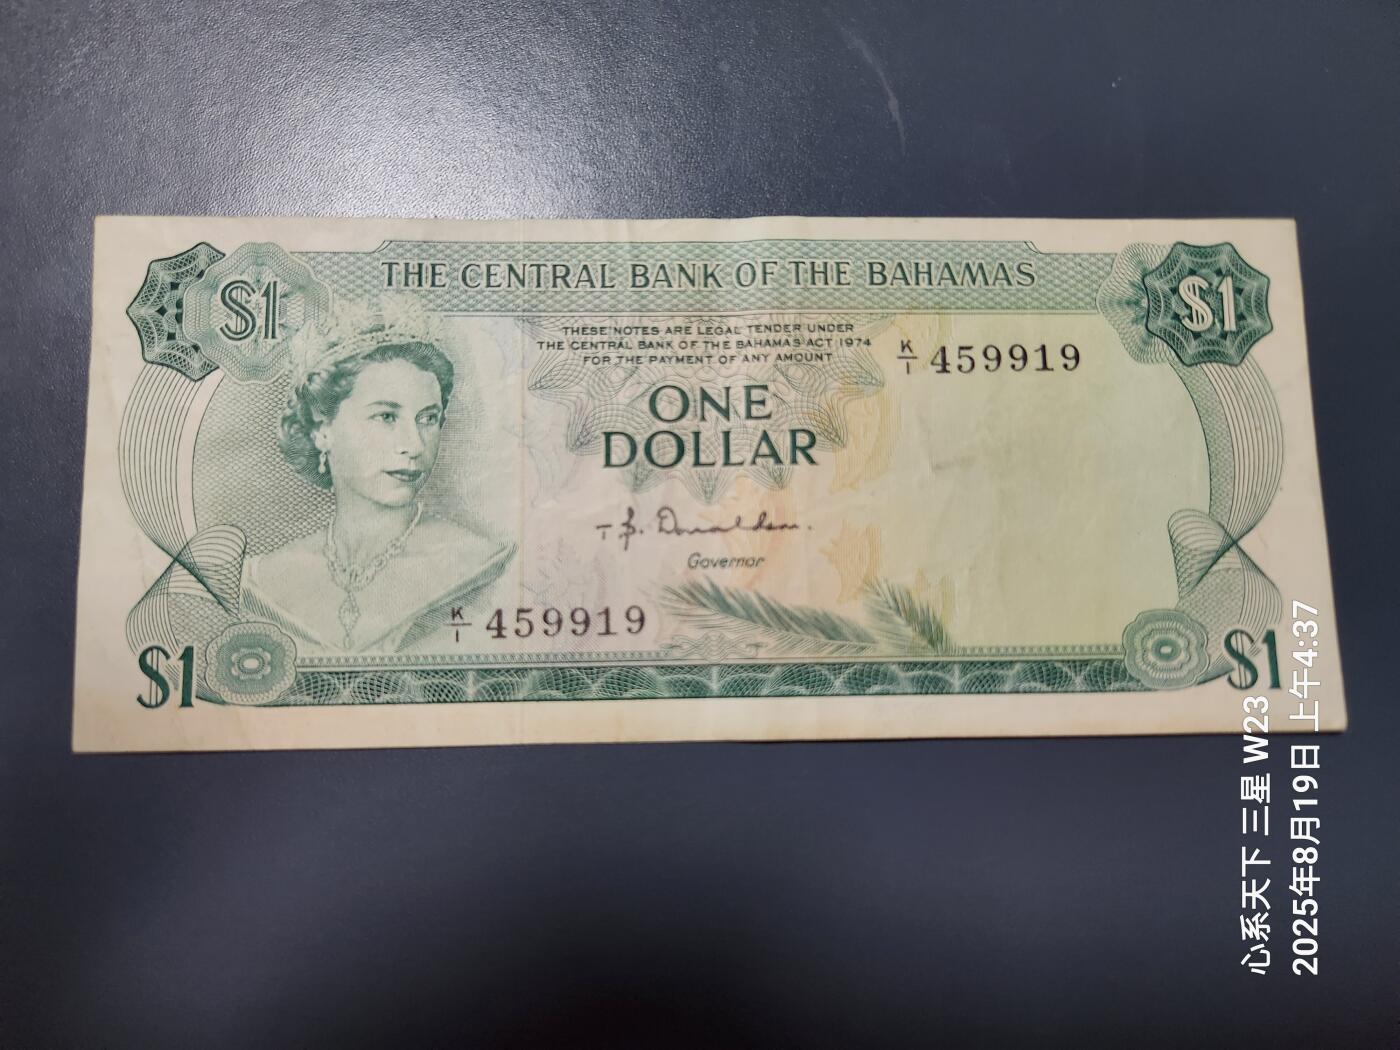 THE CENTRAL BANK OF THE BAHAMAS
$1
$1
THESE NOTES ARE LEGAL TENDER UNDER
THE CENTRAL BANK OF THE BAHAMAS ACT 1974
FOR THE PAYMENT OF ANY AMOUNT
K/1 459919
ONE
DOLLAR
T B. Donaldson.
Governor
K/1 459919
$1
$1
心系天下 三星 W23
2025年8月19日 上午4:37